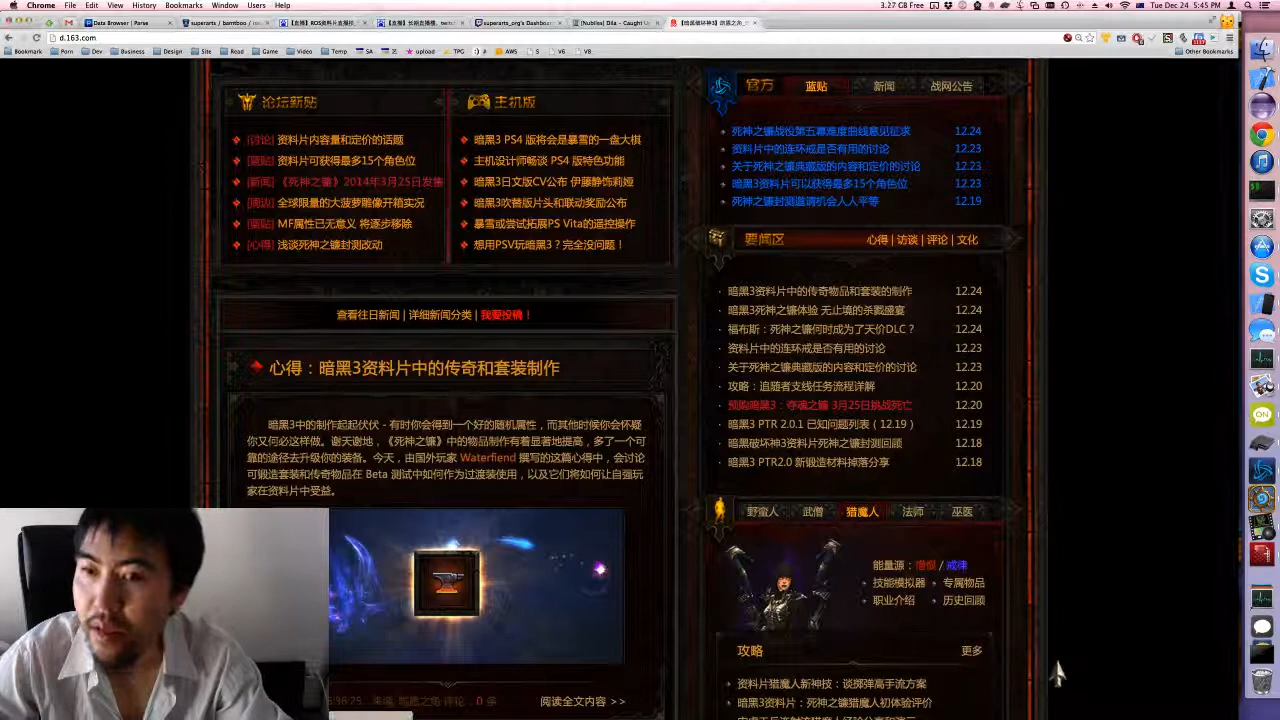 Chrome File Edit View History Bookmarks Window Users Help
3.27 GB Free
Tue Dec 24 5:45 PM
Data Browser | Parse
superarts / bamtboo / iss
superarts_org's Dashboard
d.163.com
Bookmark Porn Dev Business Design Site Read Game Video Temp SA 艺 upload TPG AWS V6 V8
Other Bookmarks
论坛新贴
[讨论] 资料片内容量和定价的话题
[蓝贴] 资料片可获得最多15个角色位
[新闻] 《死神之镰》2014年3月25日发售
[周边] 全球限量的大菠萝雕像开箱实况
[蓝贴] MF属性已无意义 将逐步移除
[心得] 浅谈死神之镰封测改动
主机版
暗黑3 PS4 版将会是暴雪的一盘大棋
主机设计师畅谈 PS4 版特色功能
暗黑3日文版CV公布 伊藤静饰莉娅
暗黑3吹替版片头和联动奖励公布
暴雪或尝试拓展PS Vita的遥控操作
想用PSV玩暗黑3？完全没问题！
查看往日新闻 | 详细新闻分类 | 我要投稿！
心得：暗黑3资料片中的传奇和套装制作
暗黑3中的制作起起伏伏 - 有时你会得到一个好的随机属性，而其他时候你会怀疑
你又何必这样做。谢天谢地，《死神之镰》中的物品制作有着显著地提高，多了一个可
靠的途径去升级你的装备。今天，由国外玩家 Waterfiend 撰写的这篇心得中，会讨论
可锻造套装和传奇物品在 Beta 测试中如何作为过渡装使用，以及它们将如何让自强玩
家在资料片中受益。
0 条
阅读全文内容 >>
官方 蓝贴 新闻 战网公告
死神之镰战役第五幕难度曲线意见征求 12.24
资料片中的连环戒是否有用的讨论 12.23
关于死神之镰典藏版的内容和定价的讨论 12.23
暗黑3资料片可以获得最多15个角色位 12.23
死神之镰封测邀请机会人人平等 12.19
要闻区 心得 | 访谈 | 评论 | 文化
暗黑3资料片中的传奇物品和套装的制作 12.24
暗黑3死神之镰体验 无止境的杀戮盛宴 12.24
福布斯：死神之镰何时成为了天价DLC？ 12.24
资料片中的连环戒是否有用的讨论 12.23
关于死神之镰典藏版的内容和定价的讨论 12.23
攻略：追随者支线任务流程详解 12.20
预购暗黑3：夺魂之镰 3月25日挑战死亡 12.20
暗黑3 PTR 2.0.1 已知问题列表（12.19） 12.19
暗黑破坏神3资料片死神之镰封测回顾 12.18
暗黑3 PTR2.0 新锻造材料掉落分享 12.18
野蛮人 武僧 猎魔人 法师 巫医
能量源：憎恨 / 戒律
技能模拟器 专属物品
职业介绍 历史回顾
攻略 更多
资料片猎魔人新神技：谈掷弹高手流方案
暗黑3资料片：死神之镰猎魔人初体验评价